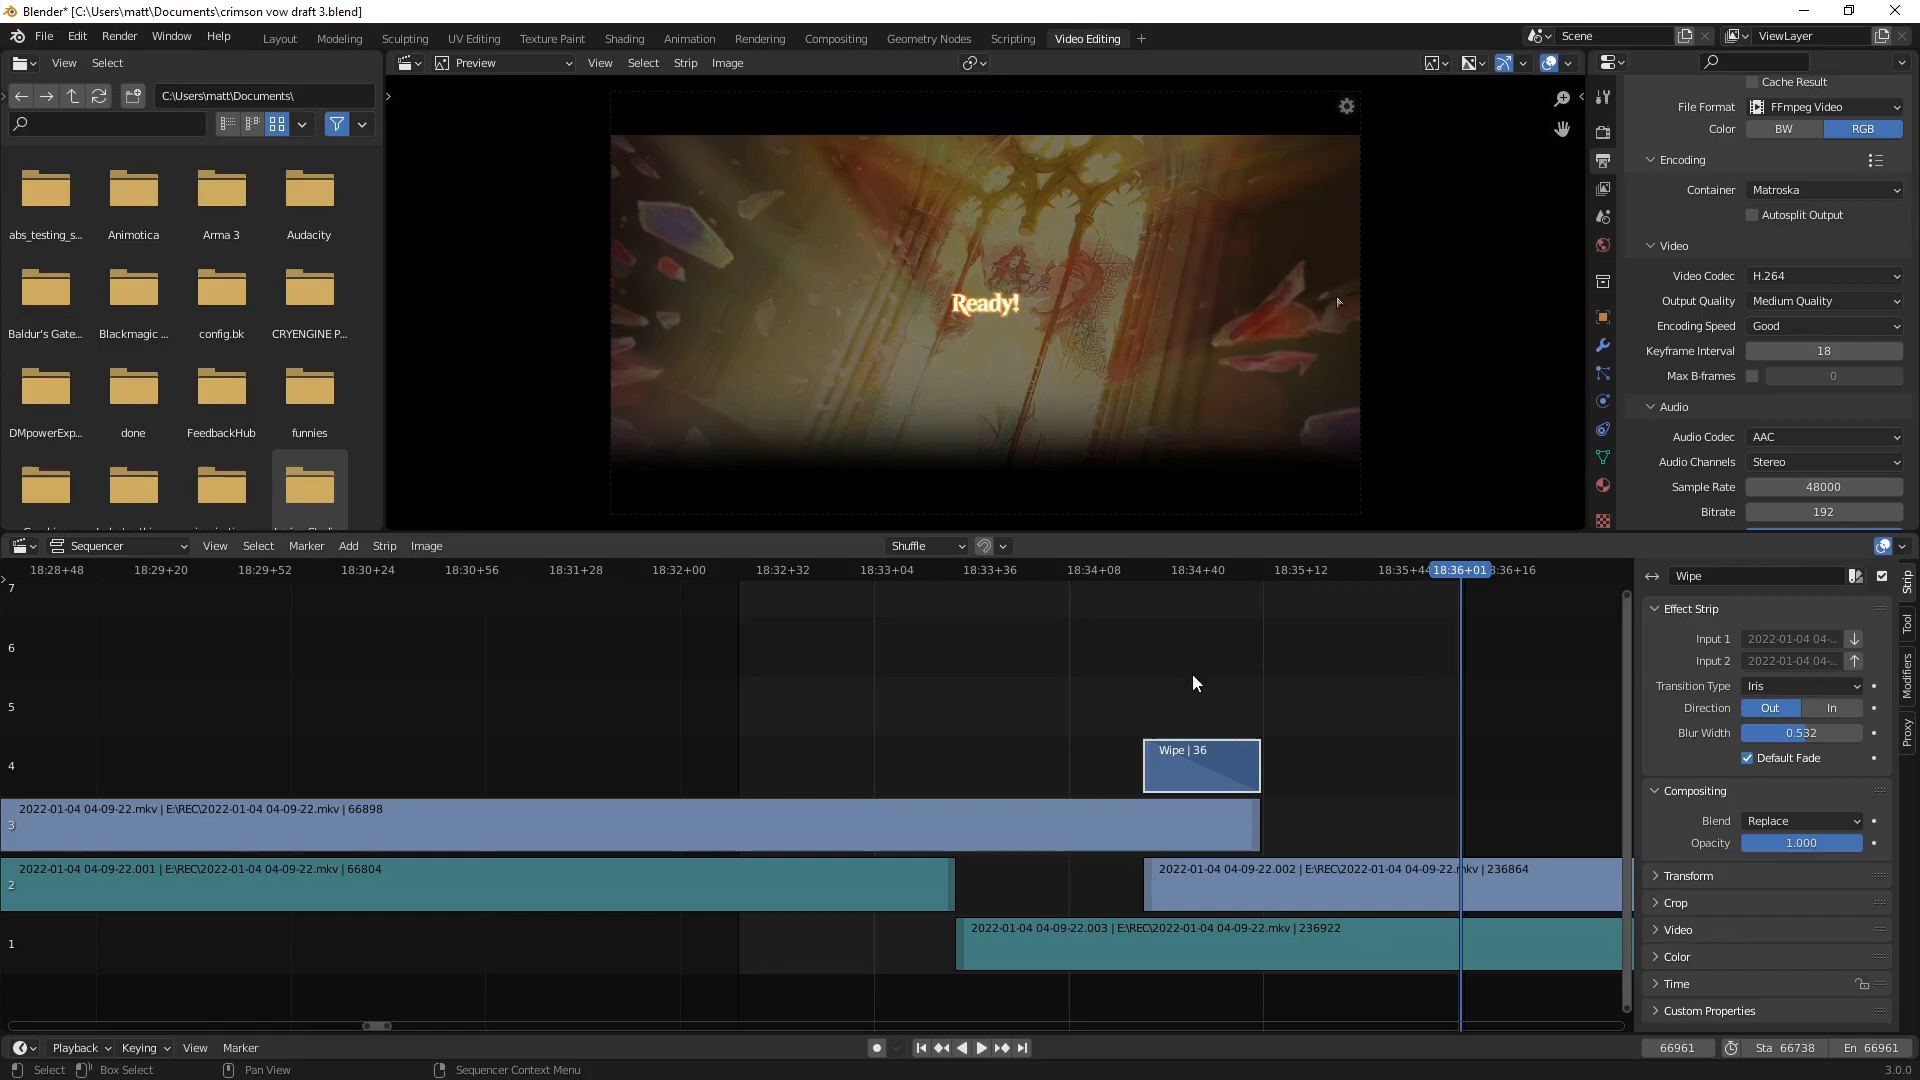 Blender* [C:\Users\matt\Documents\crimson vow draft 3.blend]
File Edit Render Window Help
Layout Modeling Sculpting UV Editing Texture Paint Shading Animation Rendering Compositing Geometry Nodes Scripting Video Editing +
Scene ViewLayer
View Select
Preview View Select Strip Image
C:\Users\matt\Documents\
abs_testing_s... Animotica Arma 3 Audacity
Baldur's Gate... Blackmagic ... config.bk CRYENGINE P...
DMpowerExp... done FeedbackHub funnies
Ready!
Cache Result
File Format FFmpeg Video
Color BW RGB
Encoding
Container Matroska
Autosplit Output
Video
Video Codec H.264
Output Quality Medium Quality
Encoding Speed Good
Keyframe Interval 18
Max B-frames 0
Audio
Audio Codec AAC
Audio Channels Stereo
Sample Rate 48000
Bitrate 192
Sequencer View Select Marker Add Strip Image
Shuffle
18:28+48 18:29+20 18:29+52 18:30+24 18:30+56 18:31+28 18:32+00 18:32+32 18:33+04 18:33+36 18:34+08 18:34+40 18:35+12 18:35+44 18:36+01
7
6
5
4
3
2
1
Wipe | 36
2022-01-04 04-09-22.mkv | E:\REC\2022-01-04 04-09-22.mkv | 66898
2022-01-04 04-09-22.001 | E:\REC\2022-01-04 04-09-22.mkv | 66804
2022-01-04 04-09-22.002 | E:\REC\2022-01-04 04-09-22.mkv | 236864
2022-01-04 04-09-22.003 | E:\REC\2022-01-04 04-09-22.mkv | 236922
Wipe
Effect Strip
Input 1 2022-01-04 04-...
Input 2 2022-01-04 04-...
Transition Type Iris
Direction Out In
Blur Width 0.532
Default Fade
Compositing
Blend Replace
Opacity 1.000
Transform
Crop
Video
Color
Time
Custom Properties
Strip
Tool
Modifiers
Proxy
Playback Keying View Marker
66961 Sta 66738 En 66961
Select Box Select Pan View Sequencer Context Menu
3.0.0